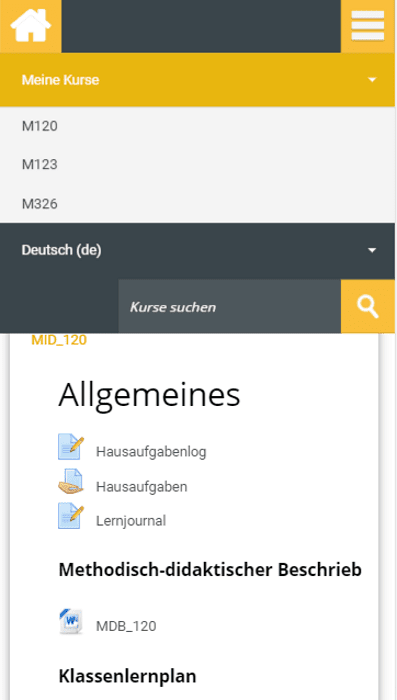 Meine Kurse
M120
M123
M326
Deutsch (de)
Kurse suchen
MID_120
Allgemeines
Hausaufgabenlog
Hausaufgaben
Lernjournal
Methodisch-didaktischer Beschrieb
MDB_120
Klassenlernplan